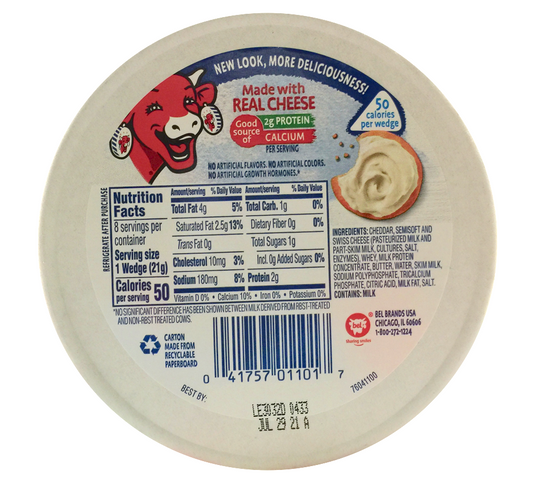 NEW LOOK, MORE DELICIOUSNESS!
Made with
REAL CHEESE
Good source of
2g PROTEIN
CALCIUM
PER SERVING
50
calories
per wedge
NO ARTIFICIAL FLAVORS. NO ARTIFICIAL COLORS.
NO ARTIFICIAL GROWTH HORMONES.*
REFRIGERATE AFTER PURCHASE
Nutrition
Facts
8 servings per
container
Serving size
1 Wedge (21g)
Calories
per serving 50
Amount/serving % Daily Value
Total Fat 4g 5%
Saturated Fat 2.5g 13%
Trans Fat 0g
Cholesterol 10mg 3%
Sodium 180mg 8%
Amount/serving % Daily Value
Total Carb. 1g 0%
Dietary Fiber 0g 0%
Total Sugars 1g
Incl. 0g Added Sugars 0%
Protein 2g
Vitamin D 0% • Calcium 10% • Iron 0% • Potassium 0%
*NO SIGNIFICANT DIFFERENCE HAS BEEN SHOWN BETWEEN MILK DERIVED FROM RBST-TREATED
AND NON-RBST TREATED COWS.
INGREDIENTS: CHEDDAR, SEMISOFT AND
SWISS CHEESE (PASTEURIZED MILK AND
PART-SKIM MILK, CULTURES, SALT,
ENZYMES), WHEY, MILK PROTEIN
CONCENTRATE, BUTTER, WATER, SKIM MILK,
SODIUM POLYPHOSPHATE, TRICALCIUM
PHOSPHATE, CITRIC ACID, MILK FAT, SALT.
CONTAINS: MILK
Bel
® BEL BRANDS USA
CHICAGO, IL 60606
1-800-272-1224
CARTON
MADE FROM
RECYCLABLE
PAPERBOARD
0 41757 01101 7
BEST BY:
76041100
LE3032D 0433
JUL 29 21 A